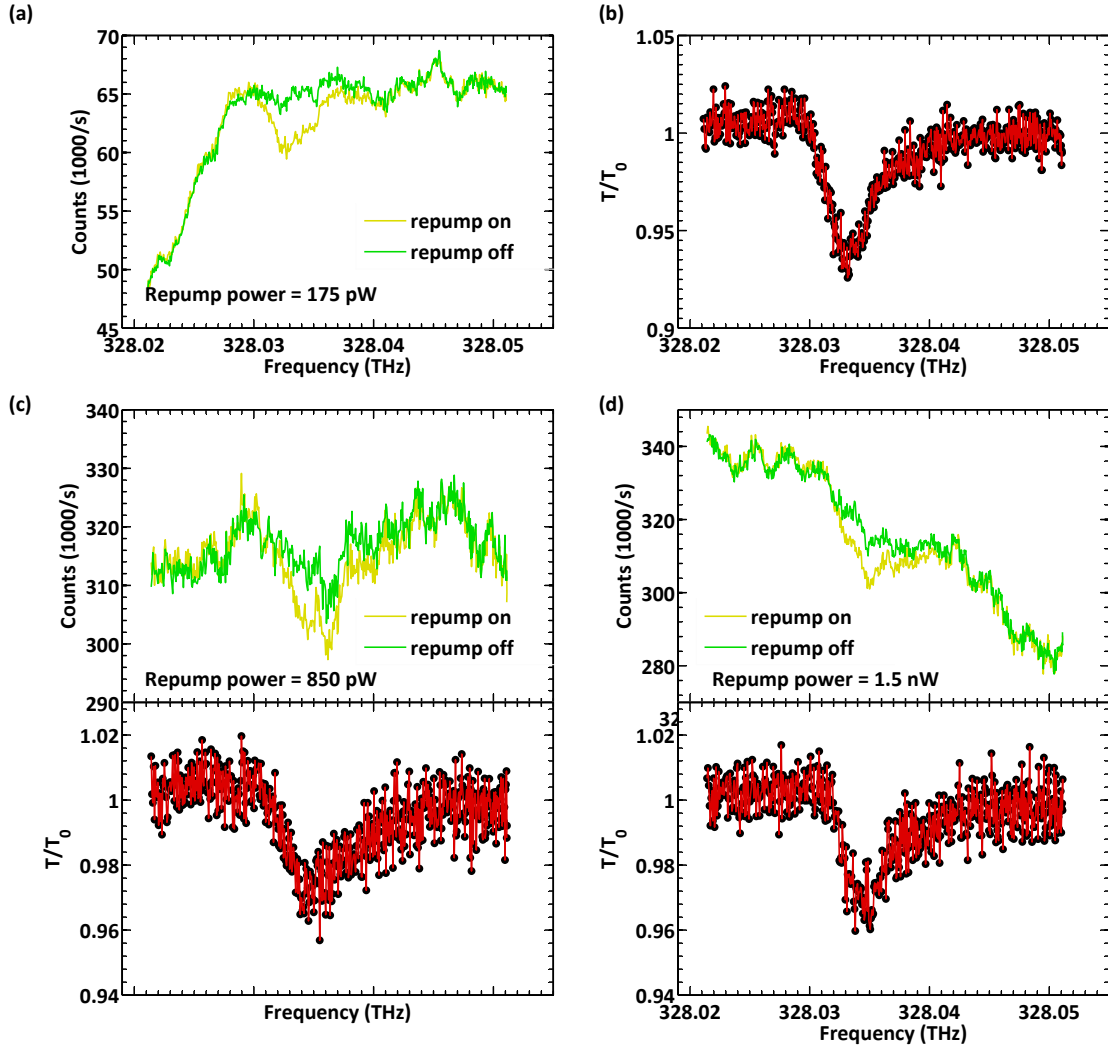 (a)
70
65
60
55
50
45
Counts (1000/s)
repump on
repump off
Repump power = 175 pW
328.02 328.03 328.04 328.05
Frequency (THz)
(b)
1.05
1
0.95
0.9
T/T0
328.02 328.03 328.04 328.05
Frequency (THz)
(c)
340
330
320
310
300
290
Counts (1000/s)
repump on
repump off
Repump power = 850 pW
1.02
1
0.98
0.96
0.94
T/T0
Frequency (THz)
(d)
340
320
300
280
Counts (1000/s)
repump on
repump off
Repump power = 1.5 nW
32
1.02
1
0.98
0.96
0.94
T/T0
328.02 328.03 328.04 328.05
Frequency (THz)